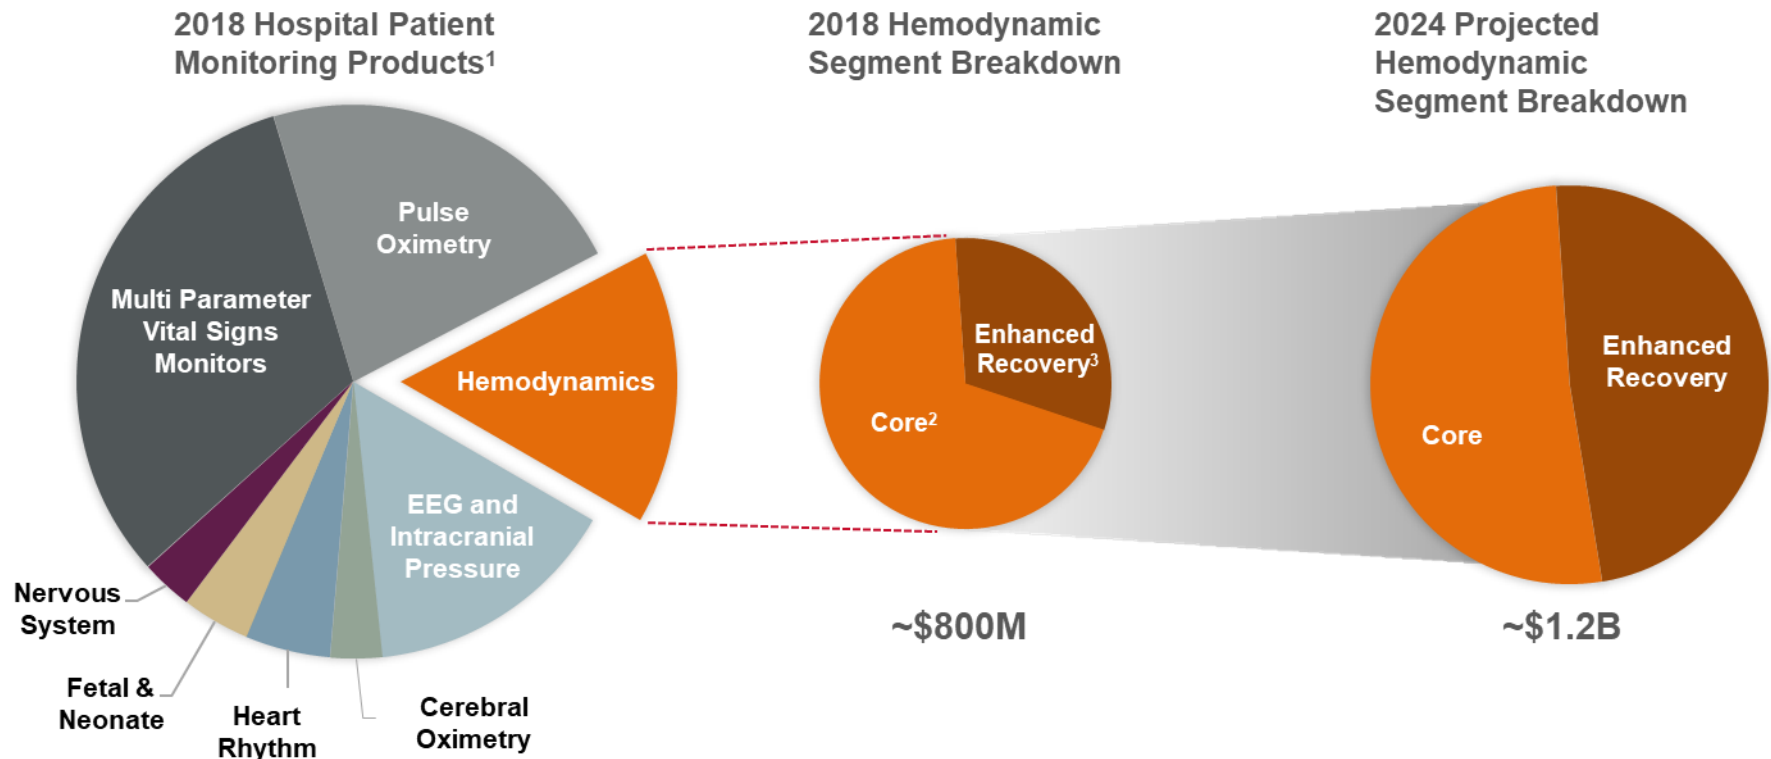 2018 Hospital Patient
Monitoring Products¹
2018 Hemodynamic
Segment Breakdown
2024 Projected
Hemodynamic
Segment Breakdown
Pulse
Oximetry
Multi Parameter
Vital Signs
Monitors
Hemodynamics
EEG and
Intracranial
Pressure
Nervous
System
Fetal &
Neonate
Heart
Rhythm
Cerebral
Oximetry
Enhanced
Recovery³
Core²
~$800M
Enhanced
Recovery
Core
~$1.2B